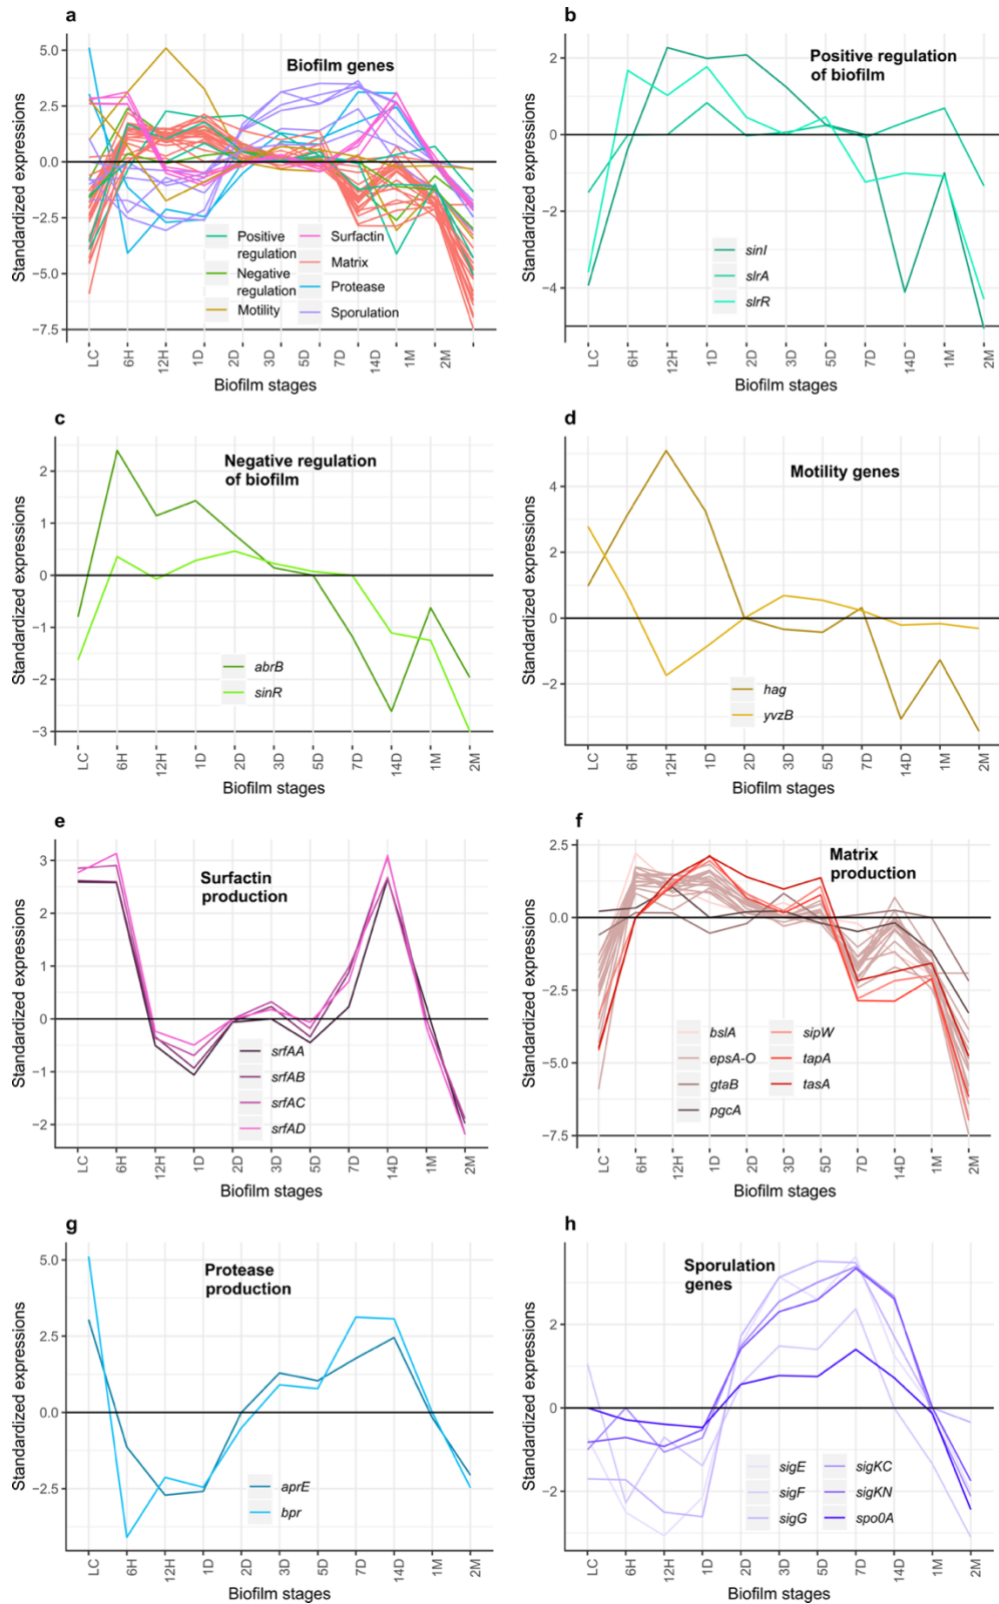 a
Biofilm genes
Standardized expressions
5.0
2.5
0.0
−2.5
−5.0
−7.5
Positive
regulation
Negative
regulation
Motility
Surfactin
Matrix
Protease
Sporulation
LC
6H
12H
1D
2D
3D
5D
7D
14D
1M
2M
Biofilm stages
b
Positive regulation
of biofilm
Standardized expressions
2
0
−2
−4
sinI
slrA
slrR
LC
6H
12H
1D
2D
3D
5D
7D
14D
1M
2M
Biofilm stages
c
Negative regulation
of biofilm
Standardized expressions
2
1
0
−1
−2
−3
abrB
sinR
LC
6H
12H
1D
2D
3D
5D
7D
14D
1M
2M
Biofilm stages
d
Motility genes
Standardized expressions
4
2
0
−2
hag
yvzB
LC
6H
12H
1D
2D
3D
5D
7D
14D
1M
2M
Biofilm stages
e
Surfactin
production
Standardized expressions
3
2
1
0
−1
−2
srfAA
srfAB
srfAC
srfAD
LC
6H
12H
1D
2D
3D
5D
7D
14D
1M
2M
Biofilm stages
f
Matrix
production
Standardized expressions
2.5
0.0
−2.5
−5.0
−7.5
bslA
epsA-O
gtaB
pgcA
sipW
tapA
tasA
LC
6H
12H
1D
2D
3D
5D
7D
14D
1M
2M
Biofilm stages
g
Protease
production
Standardized expressions
5.0
2.5
0.0
−2.5
aprE
bpr
LC
6H
12H
1D
2D
3D
5D
7D
14D
1M
2M
Biofilm stages
h
Sporulation
genes
Standardized expressions
2
0
−2
sigE
sigF
sigG
sigKC
sigKN
spo0A
LC
6H
12H
1D
2D
3D
5D
7D
14D
1M
2M
Biofilm stages